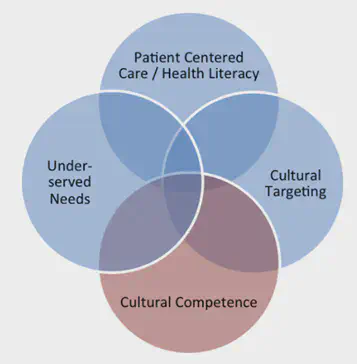 Patient Centered
Care / Health Literacy
Under-
served
Needs
Cultural
Targeting
Cultural Competence